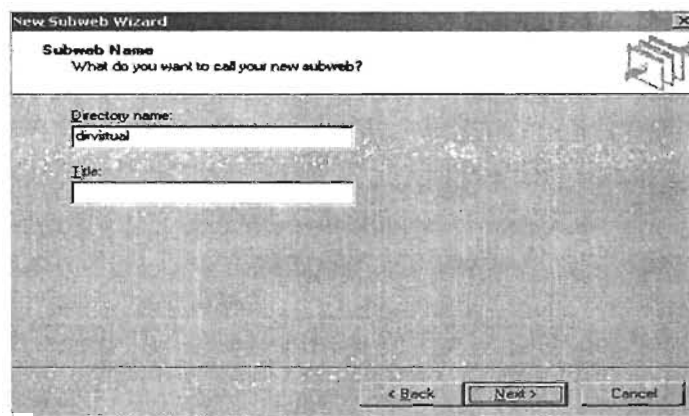 New Subweb Wizard
Subweb Name
What do you want to call your new subweb?
Directory name:
dirvistual
Title:
< Back
Next >
Cancel